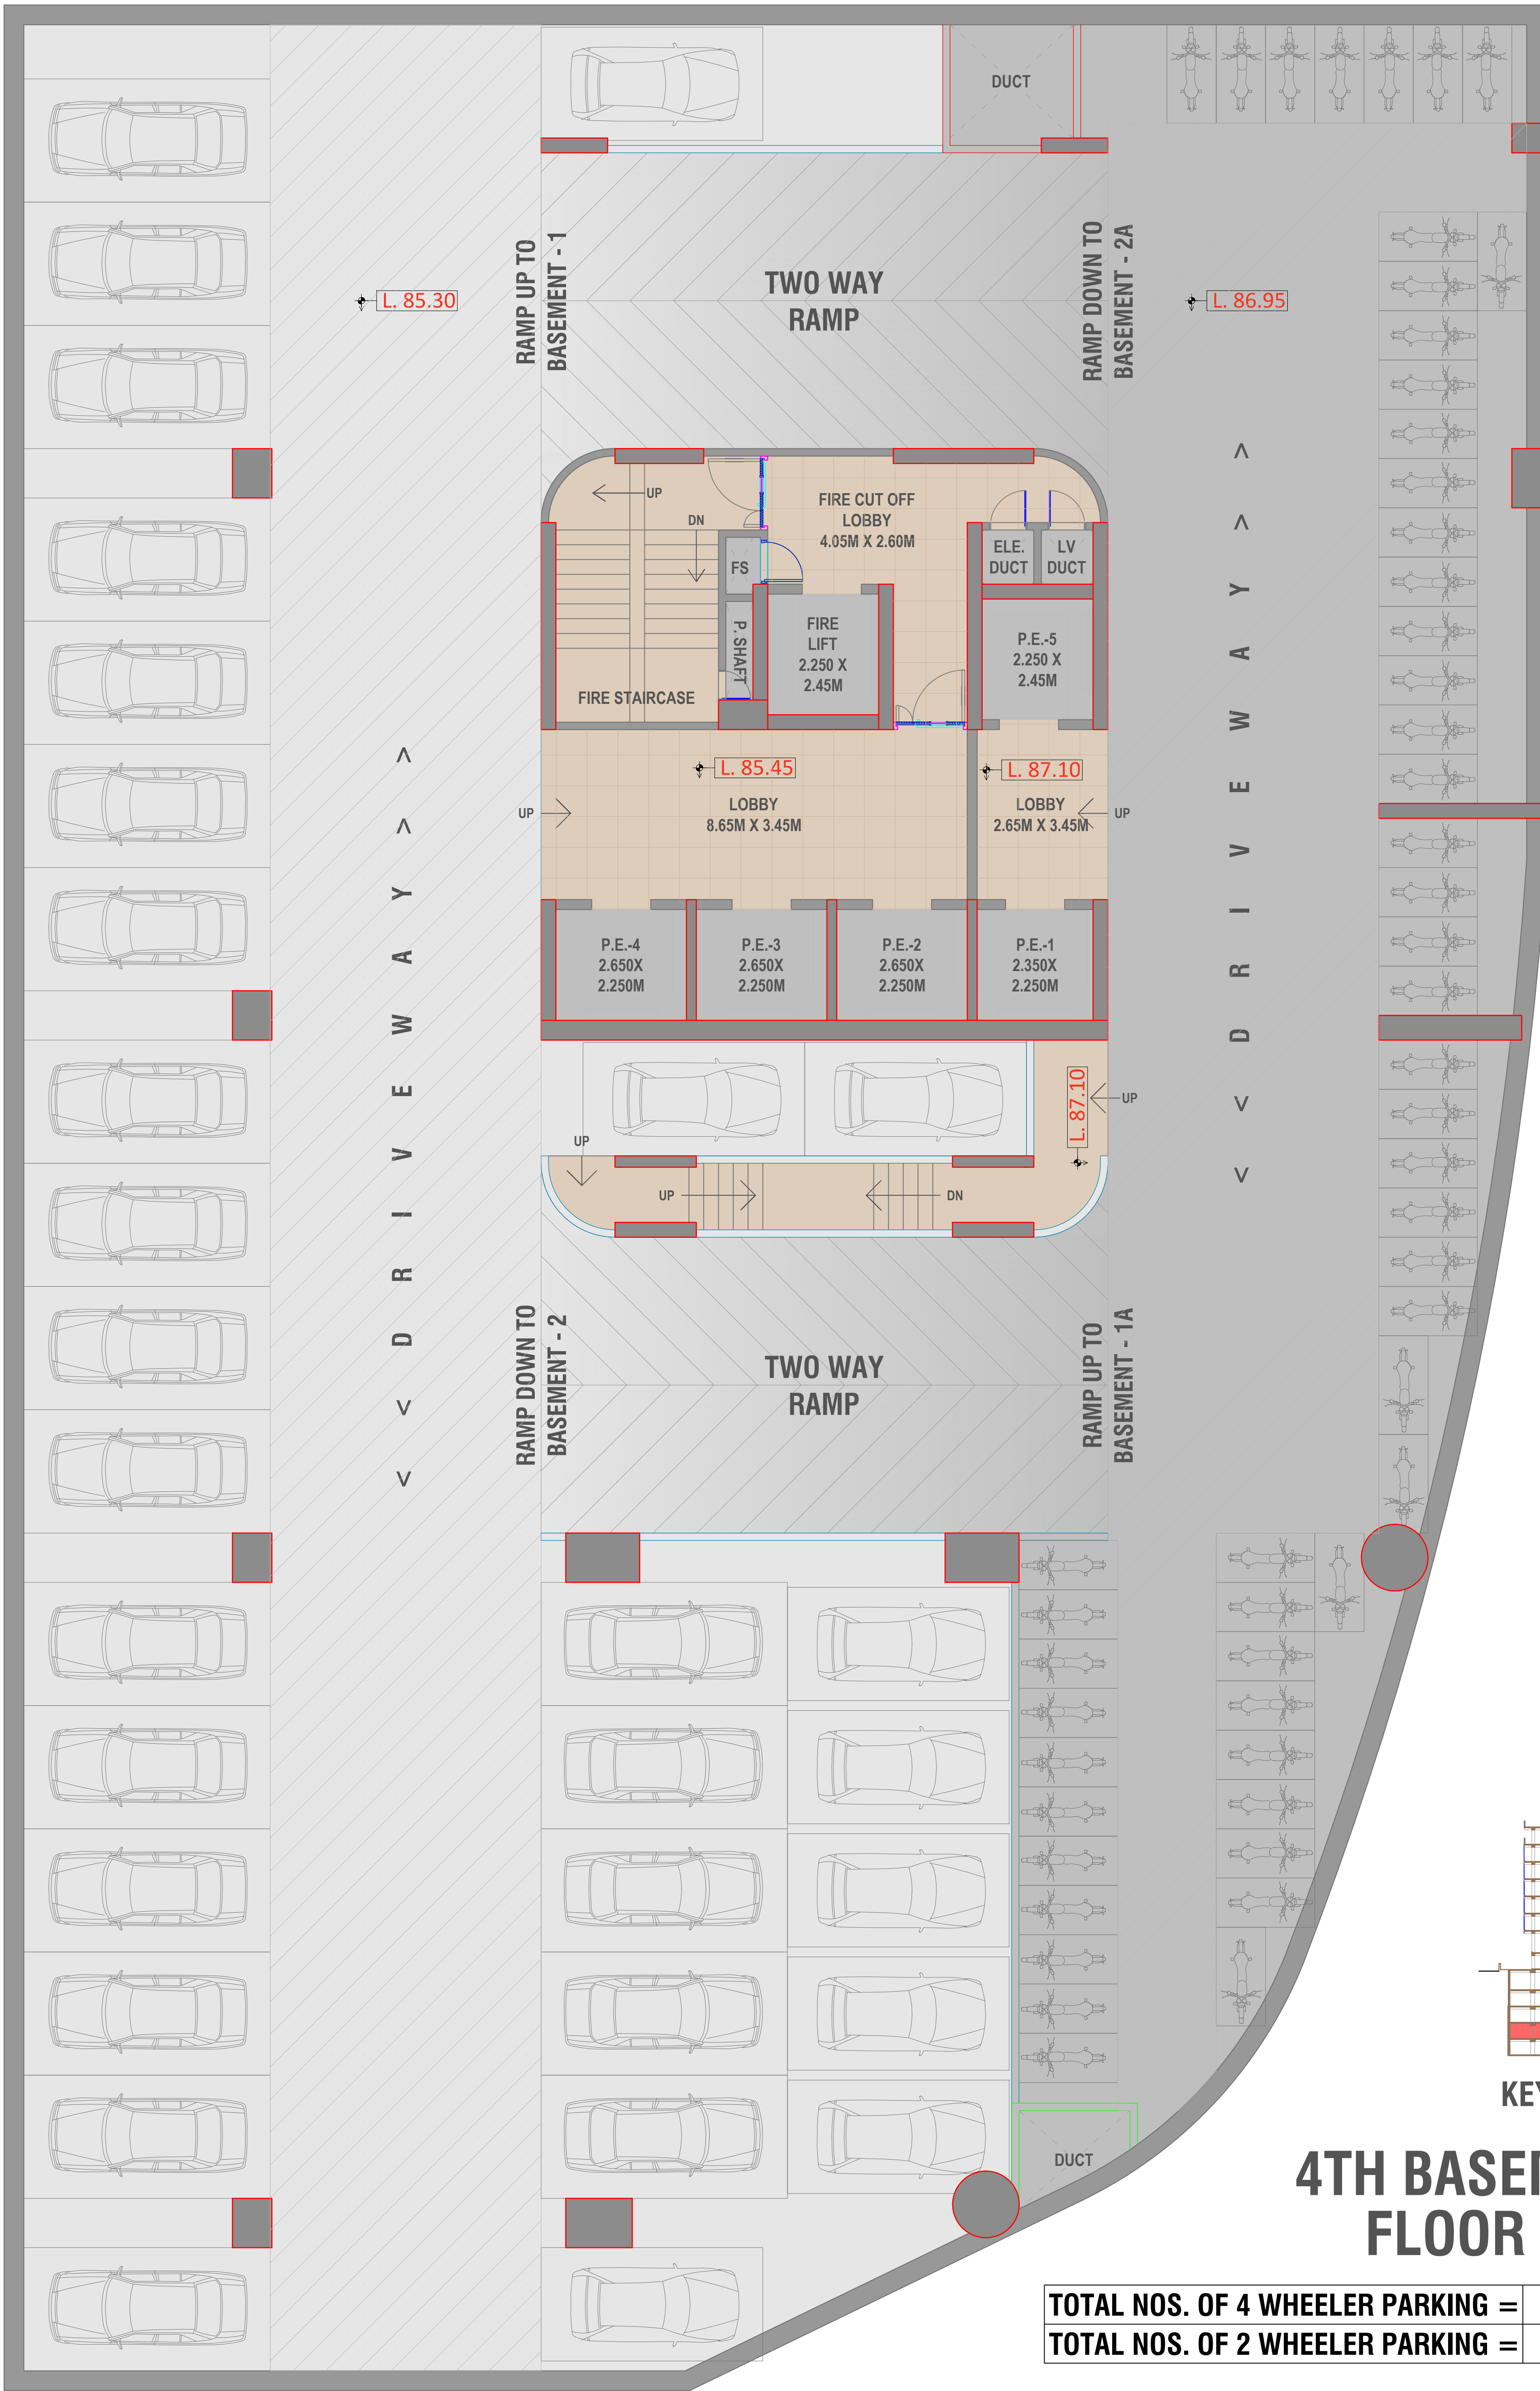 DUCT
RAMP UP TO
BASEMENT - 1
TWO WAY
RAMP
RAMP DOWN TO
BASEMENT - 2A
L. 85.30
L. 86.95
UP
DN
FIRE CUT OFF
LOBBY
4.05M X 2.60M
FS
ELE.
DUCT
LV
DUCT
P. SHAFT
FIRE
LIFT
2.250 X
2.45M
P.E.-5
2.250 X
2.45M
FIRE STAIRCASE
L. 85.45
L. 87.10
UP
LOBBY
8.65M X 3.45M
LOBBY
2.65M X 3.45M
UP
P.E.-4
2.650X
2.250M
P.E.-3
2.650X
2.250M
P.E.-2
2.650X
2.250M
P.E.-1
2.350X
2.250M
< < D R I V E W A Y > >
< < D R I V E W A Y > >
L. 87.10
UP
UP
UP
DN
RAMP DOWN TO
BASEMENT - 2
TWO WAY
RAMP
RAMP UP TO
BASEMENT - 1A
DUCT
KEY
4TH BASEM
FLOOR
TOTAL NOS. OF 4 WHEELER PARKING =
TOTAL NOS. OF 2 WHEELER PARKING =